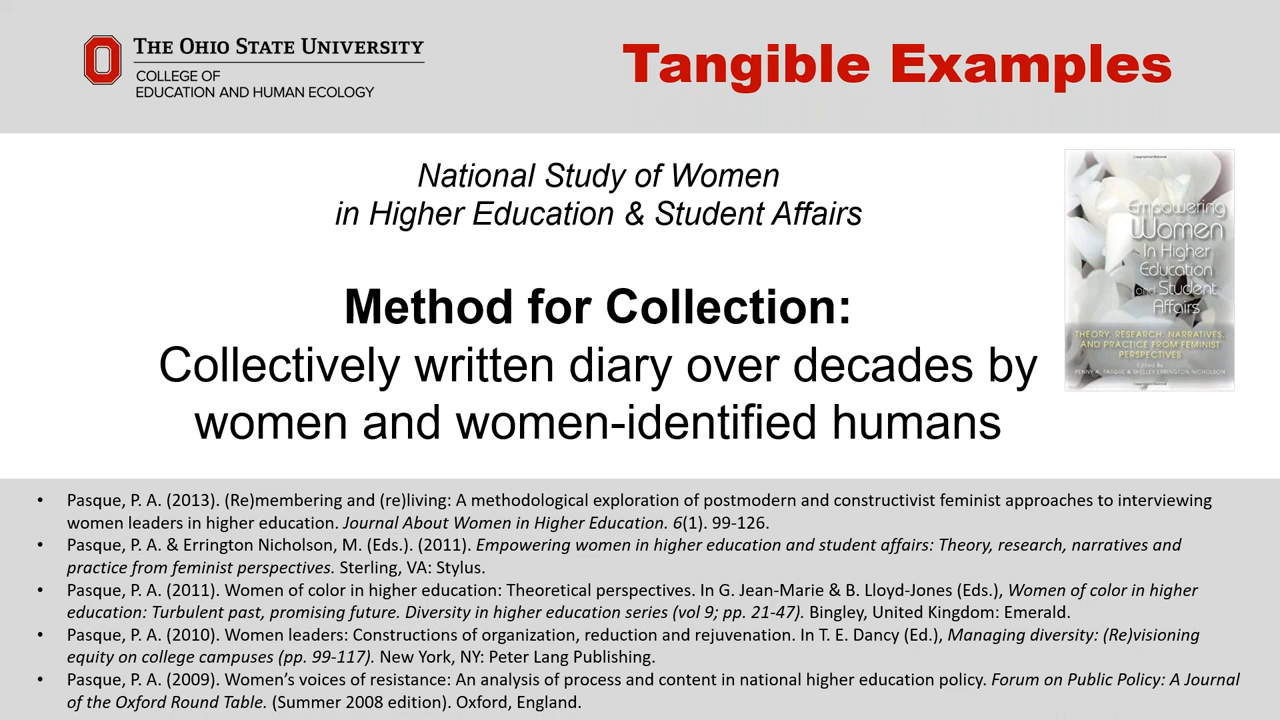 THE OHIO STATE UNIVERSITY
COLLEGE OF
EDUCATION AND HUMAN ECOLOGY
Tangible Examples
National Study of Women
in Higher Education & Student Affairs
Method for Collection:
Collectively written diary over decades by
women and women-identified humans
Empowering
Women
In Higher
Education
and Student
Affairs
THEORY, RESEARCH, NARRATIVES,
AND PRACTICE FROM FEMINIST
PERSPECTIVES
Edited By
PENNY A. PASQUE & SHELLEY ERRINGTON NICHOLSON
• Pasque, P. A. (2013). (Re)membering and (re)living: A methodological exploration of postmodern and constructivist feminist approaches to interviewing
women leaders in higher education. Journal About Women in Higher Education. 6(1). 99-126.
• Pasque, P. A. & Errington Nicholson, M. (Eds.). (2011). Empowering women in higher education and student affairs: Theory, research, narratives and
practice from feminist perspectives. Sterling, VA: Stylus.
• Pasque, P. A. (2011). Women of color in higher education: Theoretical perspectives. In G. Jean-Marie & B. Lloyd-Jones (Eds.), Women of color in higher
education: Turbulent past, promising future. Diversity in higher education series (vol 9; pp. 21-47). Bingley, United Kingdom: Emerald.
• Pasque, P. A. (2010). Women leaders: Constructions of organization, reduction and rejuvenation. In T. E. Dancy (Ed.), Managing diversity: (Re)visioning
equity on college campuses (pp. 99-117). New York, NY: Peter Lang Publishing.
• Pasque, P. A. (2009). Women’s voices of resistance: An analysis of process and content in national higher education policy. Forum on Public Policy: A Journal
of the Oxford Round Table. (Summer 2008 edition). Oxford, England.